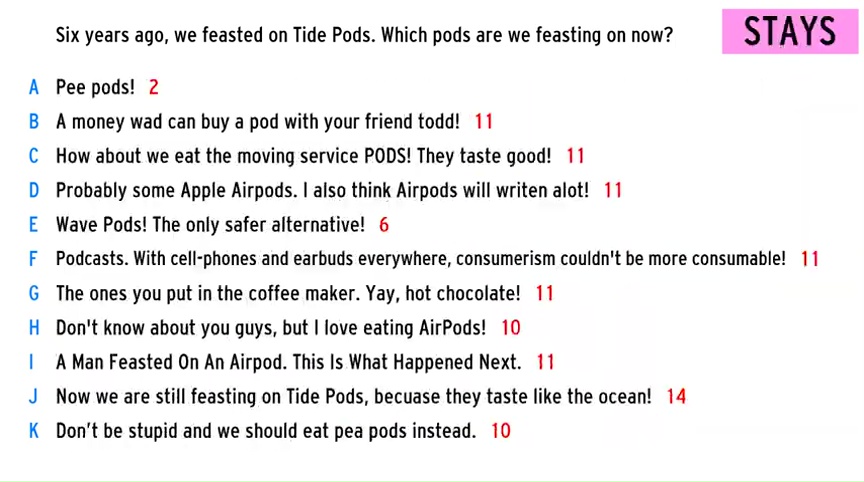 Six years ago, we feasted on Tide Pods. Which pods are we feasting on now?
STAYS
A Pee pods! 2
B A money wad can buy a pod with your friend todd! 11
C How about we eat the moving service PODS! They taste good! 11
D Probably some Apple Airpods. I also think Airpods will writen alot! 11
E Wave Pods! The only safer alternative! 6
F Podcasts. With cell-phones and earbuds everywhere, consumerism couldn't be more consumable! 11
G The ones you put in the coffee maker. Yay, hot chocolate! 11
H Don't know about you guys, but I love eating AirPods! 10
I A Man Feasted On An Airpod. This Is What Happened Next. 11
J Now we are still feasting on Tide Pods, becuase they taste like the ocean! 14
K Don’t be stupid and we should eat pea pods instead. 10